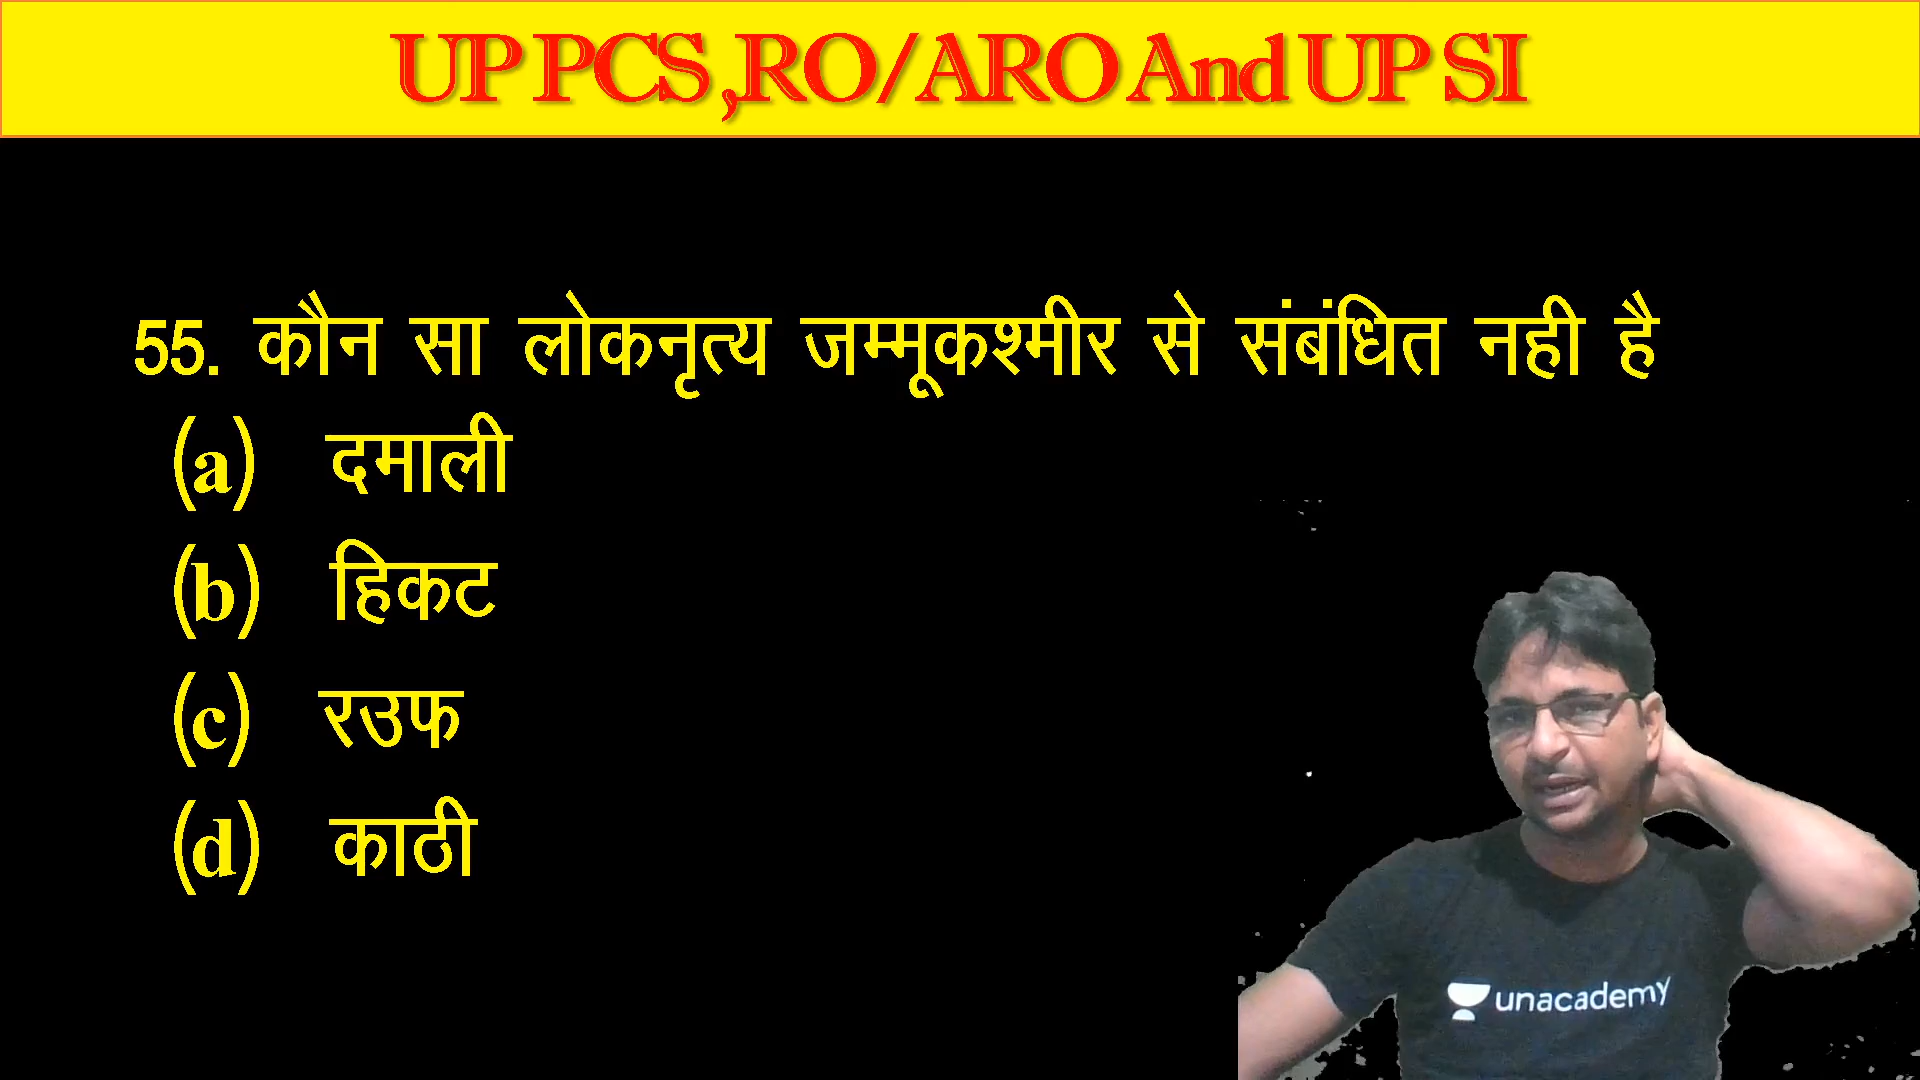 UP PCS ,RO/ARO And UP SI
55. कौन सा लोकनृत्य जम्मूकश्मीर से संबंधित नही है
(a) दमाली
(b) हिकट
(c) रउफ
(d) काठी
unacademy